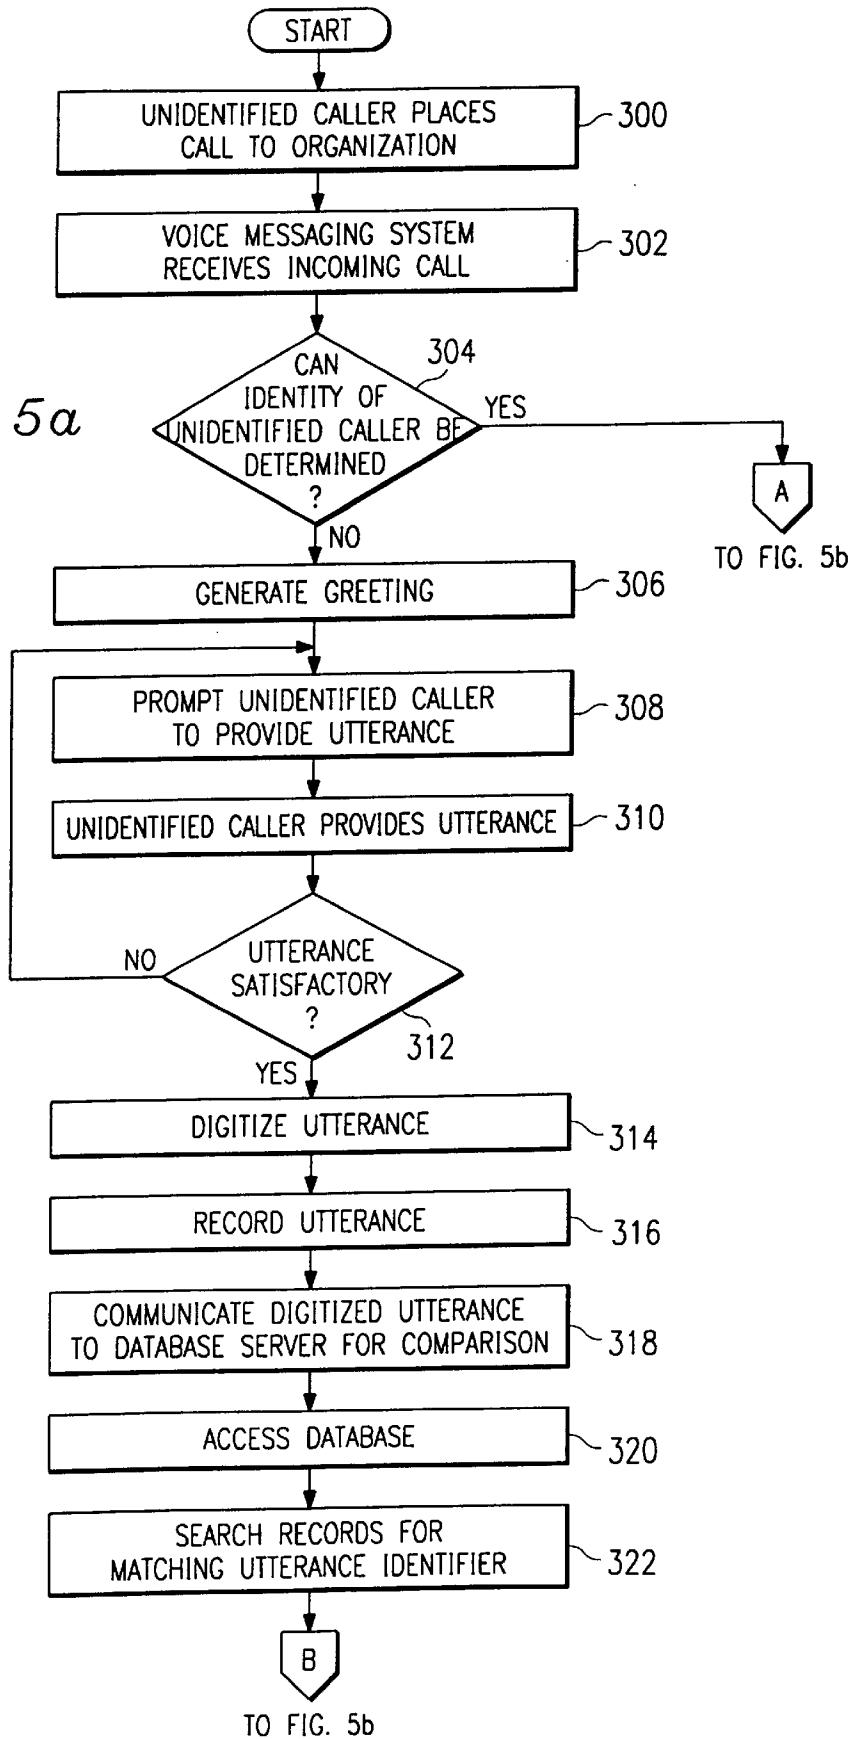 START
UNIDENTIFIED CALLER PLACES
CALL TO ORGANIZATION
300
VOICE MESSAGING SYSTEM
RECEIVES INCOMING CALL
302
304
CAN
IDENTITY OF
UNIDENTIFIED CALLER BE
DETERMINED
?
5a
YES
A
TO FIG. 5b
NO
GENERATE GREETING
306
PROMPT UNIDENTIFIED CALLER
TO PROVIDE UTTERANCE
308
UNIDENTIFIED CALLER PROVIDES UTTERANCE
310
UTTERANCE
SATISFACTORY
?
NO
312
YES
DIGITIZE UTTERANCE
314
RECORD UTTERANCE
316
COMMUNICATE DIGITIZED UTTERANCE
TO DATABASE SERVER FOR COMPARISON
318
ACCESS DATABASE
320
SEARCH RECORDS FOR
MATCHING UTTERANCE IDENTIFIER
322
B
TO FIG. 5b